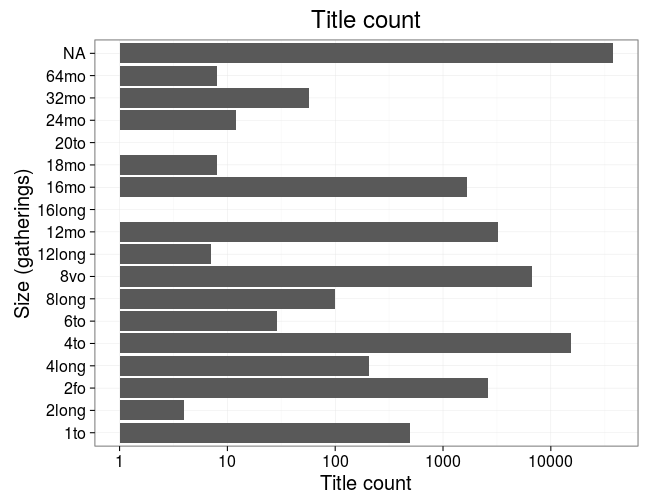 Title count
Size (gatherings)
NA
64mo
32mo
24mo
20to
18mo
16mo
16long
12mo
12long
8vo
8long
6to
4to
4long
2fo
2long
1to
1 10 100 1000 10000
Title count